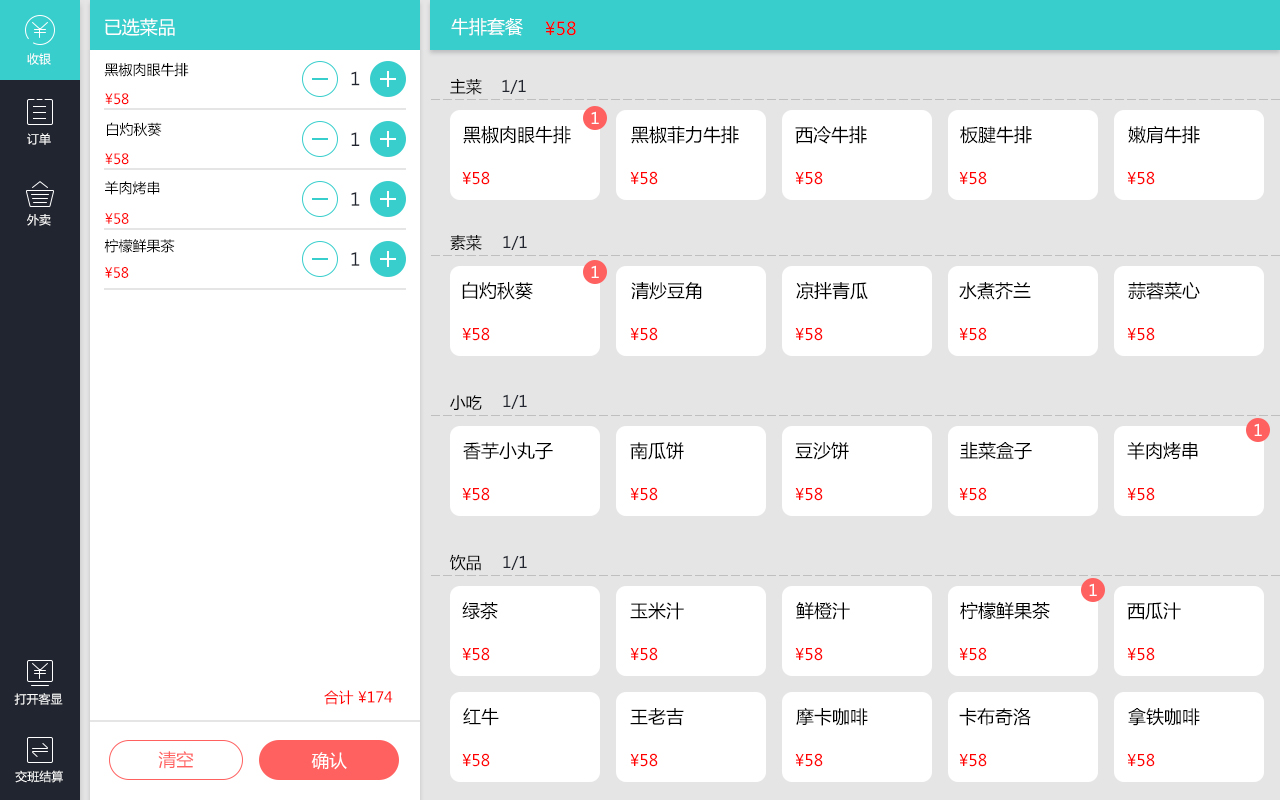 收银
订单
外卖
打开客显
交班结算
已选菜品
黑椒肉眼牛排
¥58
1
白灼秋葵
¥58
1
羊肉烤串
¥58
1
柠檬鲜果茶
¥58
1
合计 ¥174
清空 确认
牛排套餐 ¥58
主菜 1/1
1
黑椒肉眼牛排 黑椒菲力牛排 西冷牛排 板腱牛排 嫩肩牛排
¥58 ¥58 ¥58 ¥58 ¥58
素菜 1/1
1
白灼秋葵 清炒豆角 凉拌青瓜 水煮芥兰 蒜蓉菜心
¥58 ¥58 ¥58 ¥58 ¥58
小吃 1/1
1
香芋小丸子 南瓜饼 豆沙饼 韭菜盒子 羊肉烤串
¥58 ¥58 ¥58 ¥58 ¥58
饮品 1/1
1
绿茶 玉米汁 鲜橙汁 柠檬鲜果茶 西瓜汁
¥58 ¥58 ¥58 ¥58 ¥58
红牛 王老吉 摩卡咖啡 卡布奇洛 拿铁咖啡
¥58 ¥58 ¥58 ¥58 ¥58